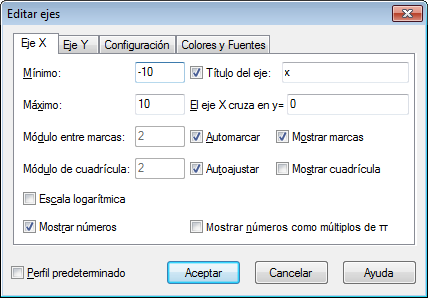 Editar ejes
Eje X Eje Y Configuración Colores y Fuentes
Mínimo: -10 Título del eje: x
Máximo: 10 El eje X cruza en y= 0
Módulo entre marcas: 2 Automarcar Mostrar marcas
Módulo de cuadrícula: 2 Autoajustar Mostrar cuadrícula
Escala logarítmica
Mostrar números Mostrar números como múltiplos de π
Perfil predeterminado Aceptar Cancelar Ayuda